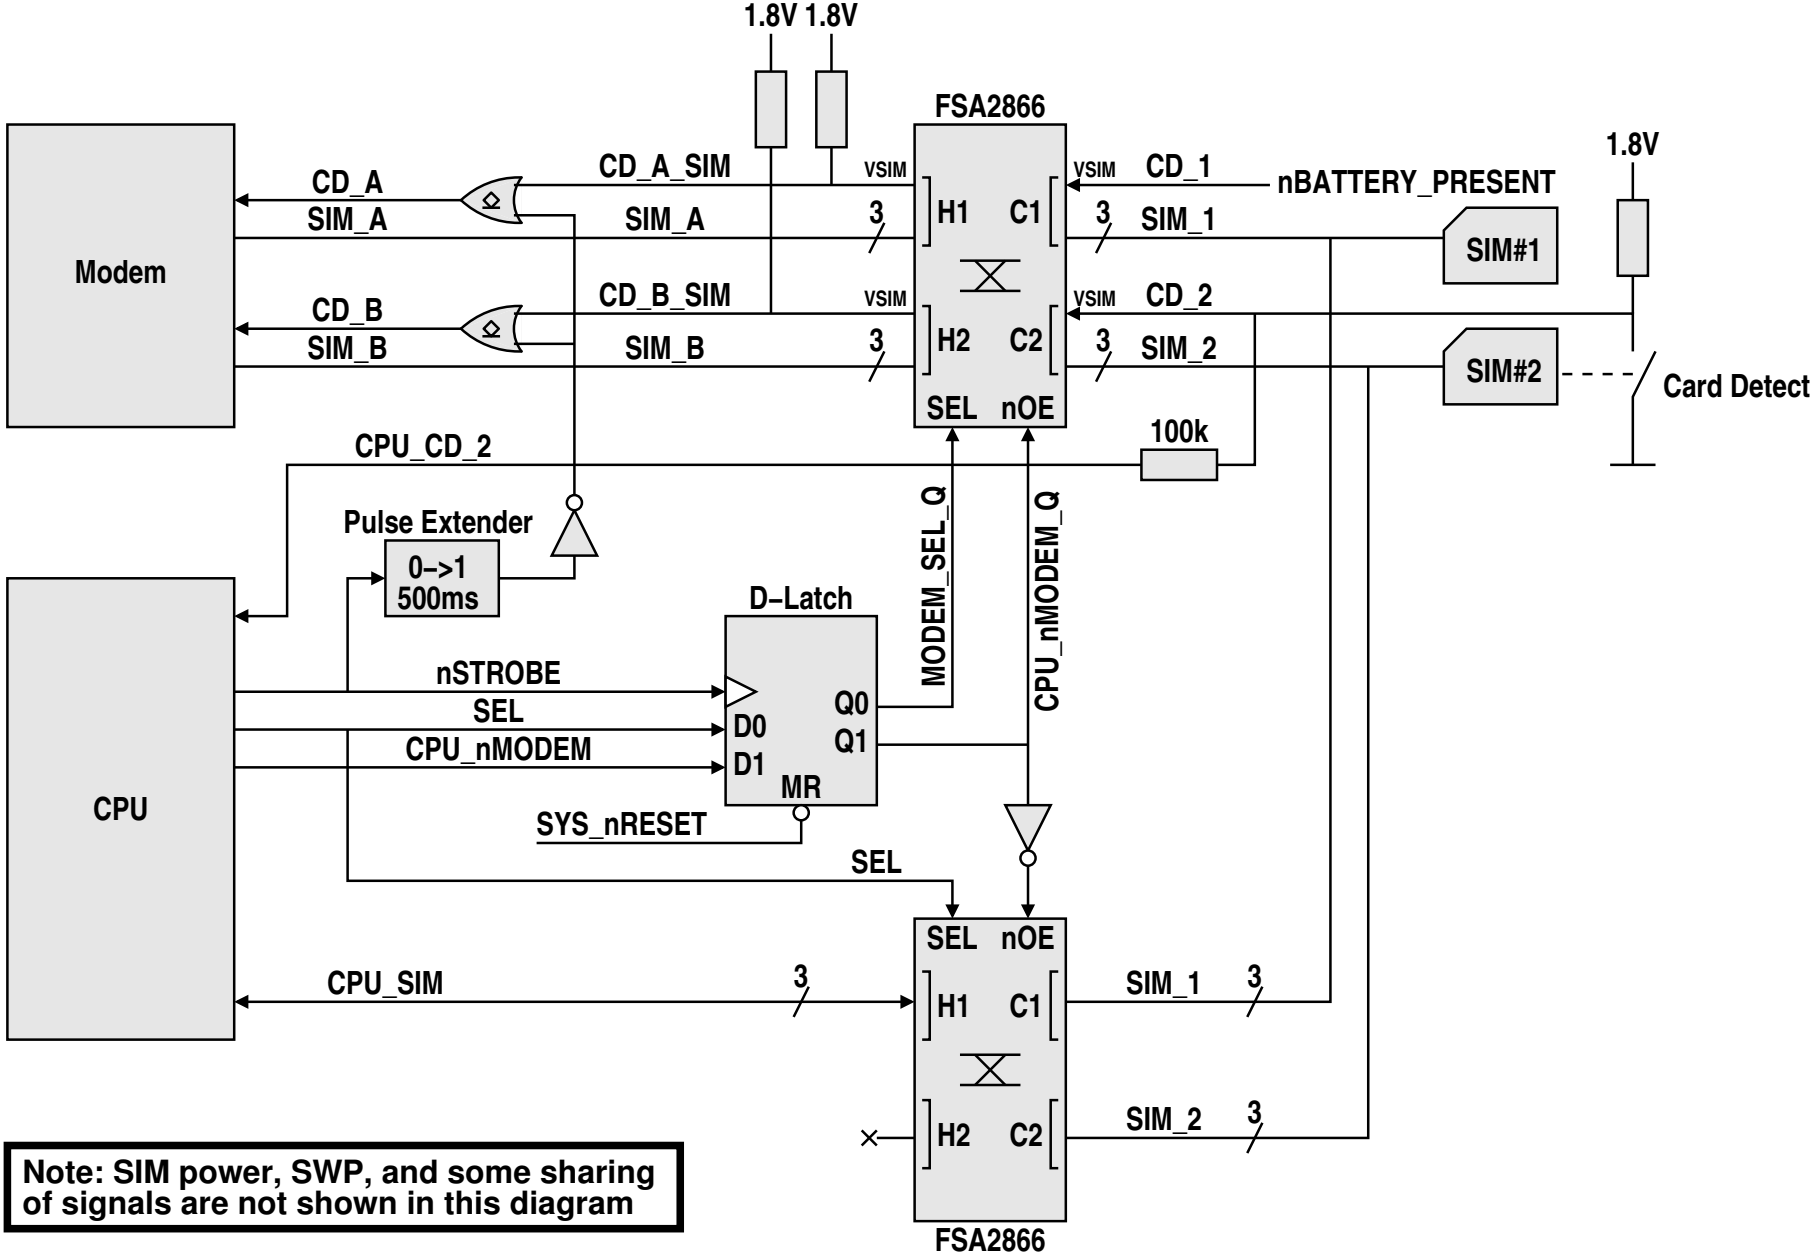 1.8V 1.8V
FSA2866
1.8V
CD_A
CD_A_SIM
VSIM
VSIM
CD_1
nBATTERY_PRESENT
SIM_A
SIM_A
3
H1
C1
3
SIM_1
SIM#1
Modem
CD_B
CD_B_SIM
VSIM
VSIM
CD_2
SIM_B
SIM_B
3
H2
C2
3
SIM_2
SIM#2
Card Detect
SEL
nOE
CPU_CD_2
100k
Pulse Extender
0->1
500ms
MODEM_SEL_Q
CPU_nMODEM_Q
D-Latch
nSTROBE
SEL
CPU_nMODEM
D0
D1
Q0
Q1
MR
CPU
SYS_nRESET
SEL
SEL
nOE
CPU_SIM
3
H1
C1
SIM_1
3
H2
C2
SIM_2
3
FSA2866
Note: SIM power, SWP, and some sharing
of signals are not shown in this diagram